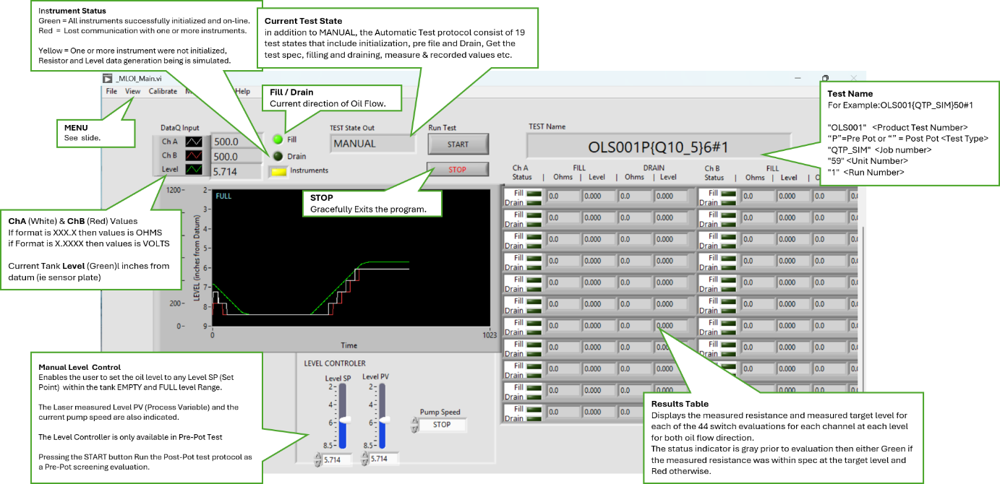 Instrument Status
Green = All instruments successfully initialized and on-line.
Red = Lost communication with one or more instruments.
Yellow = One or more instrument were not initialized,
Resistor and Level data generation being is simulated.
Current Test State
in addition to MANUAL, the Automatic Test protocol consist of 19
test states that include initialization, pre file and Drain, Get the
test spec, filling and draining, measure & recorded values etc.
_MLOI_Main.vi
File View Calibrate Help
Fill / Drain
Current direction of Oil Flow.
Test Name
For Example:OLS001{QTP_SIM}50#1
"OLS001" <Product Test Number>
“P”=Pre Pot or “” = Post Pot <Test Type>
"QTP_SIM" <Job number>
"59" <Unit Number>
"1" <Run Number>
MENU
See slide.
DataQ Input
Ch A 500.0
Ch B 500.0
Level 5.714
Fill
Drain
Instruments
TEST State Out
MANUAL
Run Test
START
STOP
TEST Name
OLS001P{Q10_5}6#1
Ch A FILL DRAIN Ch B FILL
Status | Ohms | Level | Ohms | Level Status | Ohms | Level |
STOP
Gracefully Exits the program.
ChA (White) & ChB (Red) Values
If format is XXX.X then values is OHMS
if Format is X.XXXX then values is VOLTS
Current Tank Level (Green)l inches from
datum (ie sensor plate)
1200-
200-
0-
LEVEL (inches from Datum)
2-
3-
4-
5-
6-
7-
8-
9-
FULL
0 1023
Time
Fill 0.0 0.000 0.0 0.000 Fill 0.0 0.000 0.0
Drain Drain
Fill 0.0 0.000 0.0 0.000 Fill 0.0 0.000 0.0
Drain Drain
Fill 0.0 0.000 0.0 0.000 Fill 0.0 0.000 0.0
Drain Drain
Fill 0.0 0.000 0.0 0.000 Fill 0.0 0.000 0.0
Drain Drain
Fill 0.0 0.000 0.0 0.000 Fill 0.0 0.000 0.0
Drain Drain
Fill 0.0 0.000 0.0 0.000 Fill 0.0 0.000 0.0
Drain Drain
Fill 0.0 0.000 0.0 0.000 Fill 0.0 0.000 0.0
Drain Drain
Fill 0.0 0.000 0.0 Fill 0.0 0.000 0.0
Drain Drain
Fill 0.0 0.000 0.0 Fill 0.0 0.000 0.0
Drain Drain
Fill 0.0 0.000 0.0 Fill 0.0 0.000 0.0
Drain
Fill 0.0 0.000 0.0
Drain
Manual Level Control
Enables the user to set the oil level to any Level SP (Set
Point) within the tank EMPTY and FULL level Range.
The Laser measured Level PV (Process Variable) and the
current pump speed are also indicated.
The Level Controller is only available in Pre-Pot Test
Pressing the START button Run the Post-Pot test protocol as
a Pre-Pot screening evaluation.
LEVEL CONTROLER
Level SP Level PV
2- 2-
4- 4-
6- 6-
8.5- 8.5-
5.714 5.714
Pump Speed
STOP
Results Table
Displays the measured resistance and measured target level for
each of the 44 switch evaluations for each channel at each level
for both oil flow direction.
The status indicator is gray prior to evaluation then either Green if
the measured resistance was within spec at the target level and
Red otherwise.